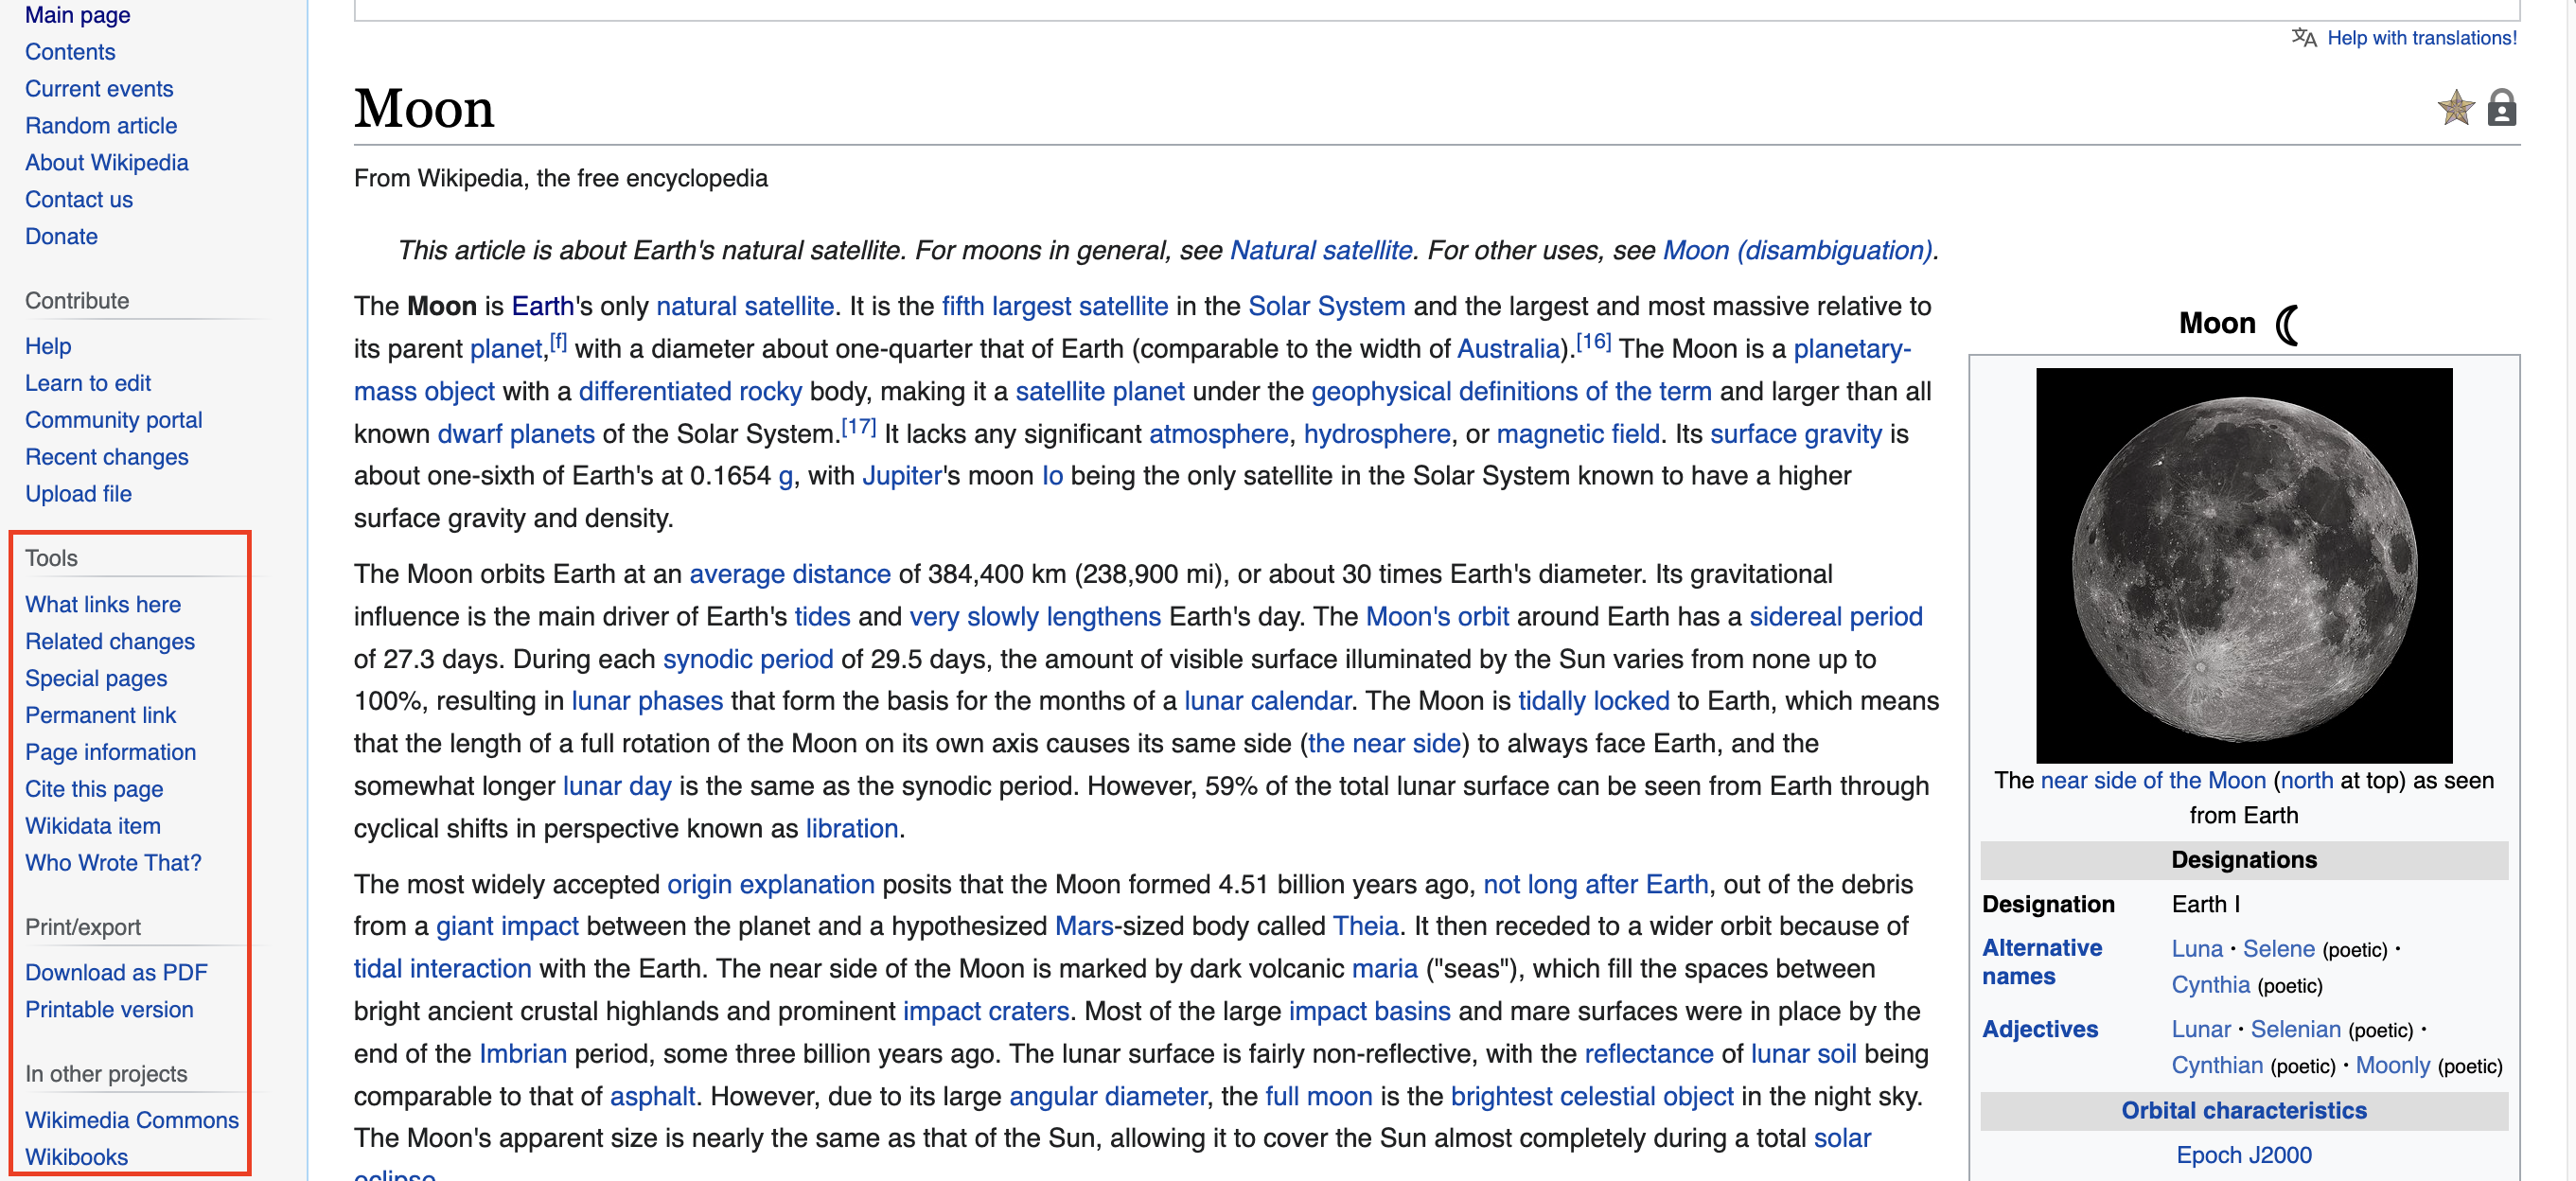 Main page
Contents
Current events
Random article
About Wikipedia
Contact us
Donate
Contribute
Help
Learn to edit
Community portal
Recent changes
Upload file
Tools
What links here
Related changes
Special pages
Permanent link
Page information
Cite this page
Wikidata item
Who Wrote That?
Print/export
Download as PDF
Printable version
In other projects
Wikimedia Commons
Wikibooks
Help with translations!
Moon
From Wikipedia, the free encyclopedia
This article is about Earth's natural satellite. For moons in general, see Natural satellite. For other uses, see Moon (disambiguation).
The Moon is Earth's only natural satellite. It is the fifth largest satellite in the Solar System and the largest and most massive relative to
its parent planet,[f] with a diameter about one-quarter that of Earth (comparable to the width of Australia).[16] The Moon is a planetary-
mass object with a differentiated rocky body, making it a satellite planet under the geophysical definitions of the term and larger than all
known dwarf planets of the Solar System.[17] It lacks any significant atmosphere, hydrosphere, or magnetic field. Its surface gravity is
about one-sixth of Earth's at 0.1654 g, with Jupiter's moon Io being the only satellite in the Solar System known to have a higher
surface gravity and density.
The Moon orbits Earth at an average distance of 384,400 km (238,900 mi), or about 30 times Earth's diameter. Its gravitational
influence is the main driver of Earth's tides and very slowly lengthens Earth's day. The Moon's orbit around Earth has a sidereal period
of 27.3 days. During each synodic period of 29.5 days, the amount of visible surface illuminated by the Sun varies from none up to
100%, resulting in lunar phases that form the basis for the months of a lunar calendar. The Moon is tidally locked to Earth, which means
that the length of a full rotation of the Moon on its own axis causes its same side (the near side) to always face Earth, and the
somewhat longer lunar day is the same as the synodic period. However, 59% of the total lunar surface can be seen from Earth through
cyclical shifts in perspective known as libration.
The most widely accepted origin explanation posits that the Moon formed 4.51 billion years ago, not long after Earth, out of the debris
from a giant impact between the planet and a hypothesized Mars-sized body called Theia. It then receded to a wider orbit because of
tidal interaction with the Earth. The near side of the Moon is marked by dark volcanic maria ("seas"), which fill the spaces between
bright ancient crustal highlands and prominent impact craters. Most of the large impact basins and mare surfaces were in place by the
end of the Imbrian period, some three billion years ago. The lunar surface is fairly non-reflective, with the reflectance of lunar soil being
comparable to that of asphalt. However, due to its large angular diameter, the full moon is the brightest celestial object in the night sky.
The Moon's apparent size is nearly the same as that of the Sun, allowing it to cover the Sun almost completely during a total solar
eclipse.
Moon
The near side of the Moon (north at top) as seen
from Earth
Designations
Designation Earth I
Alternative names Luna · Selene (poetic) ·
Cynthia (poetic)
Adjectives Lunar · Selenian (poetic) ·
Cynthian (poetic) · Moonly (poetic)
Orbital characteristics
Epoch J2000